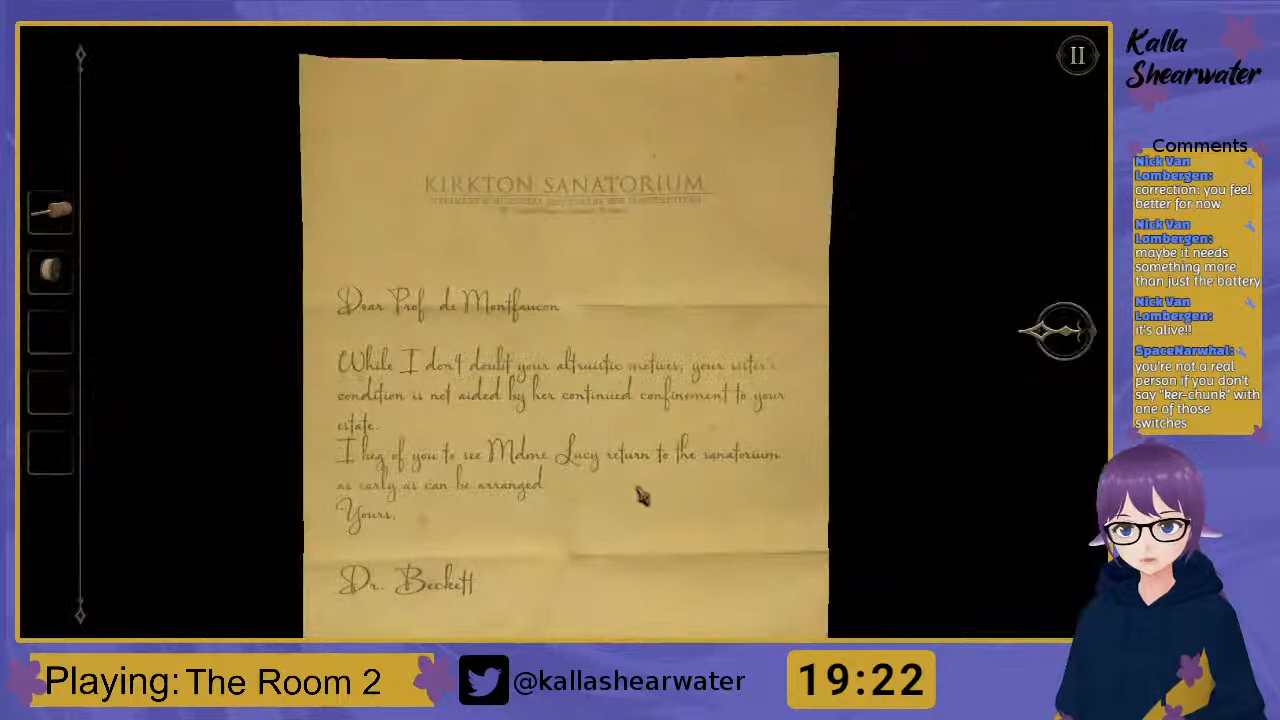 KIRKTON SANATORIUM
Dear Prof. de Montfaucon
While I don't doubt your altruistic motives, your sister's
condition is not aided by her continued confinement to your
estate.
I beg of you to see Mdme Lucy return to the sanatorium
as early as can be arranged
Yours,
Dr. Beckett
II
Kalla
Shearwater
Comments
Nick Van
Lombergen:
correction: you feel
better for now
Nick Van
Lombergen:
maybe it needs
something more
than just the battery
Nick Van
Lombergen:
it's alive!!
SpaceNarwhal:
you're not a real
person if you don't
say "ker-chunk" with
one of those
switches
Playing: The Room 2
@kallashearwater
19:22